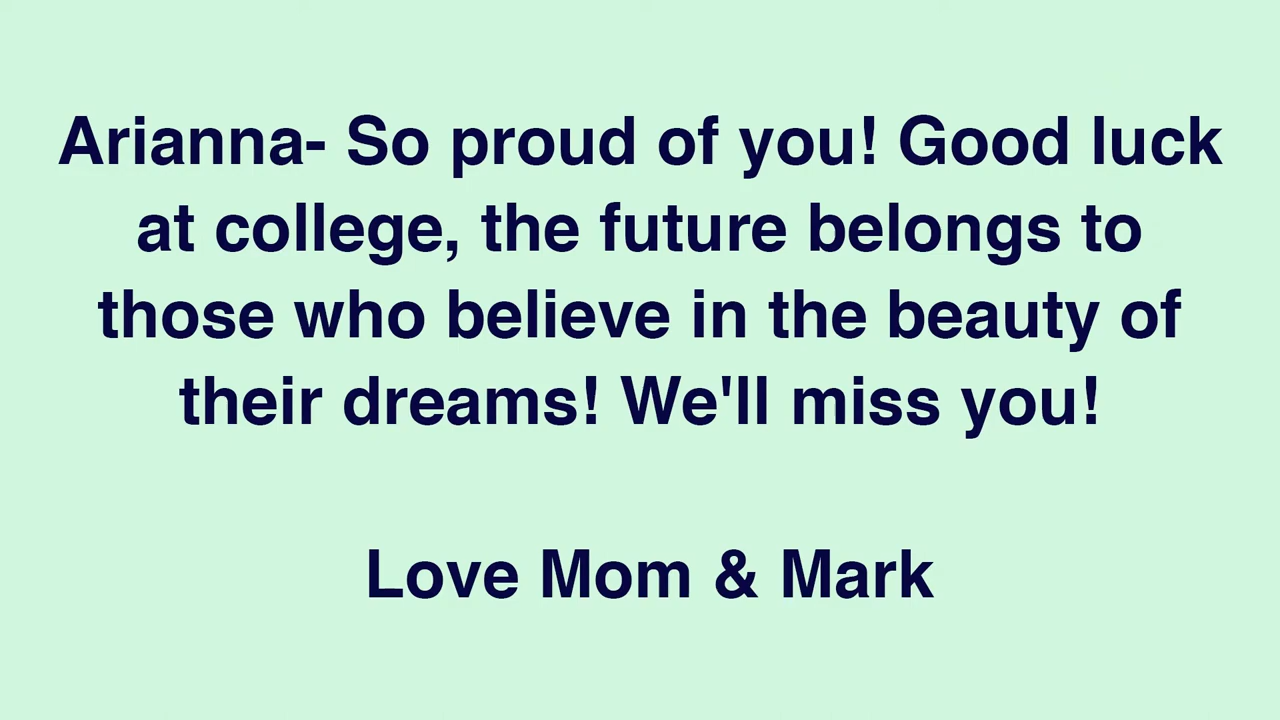 Arianna- So proud of you! Good luck
at college, the future belongs to
those who believe in the beauty of
their dreams! We'll miss you!
Love Mom & Mark